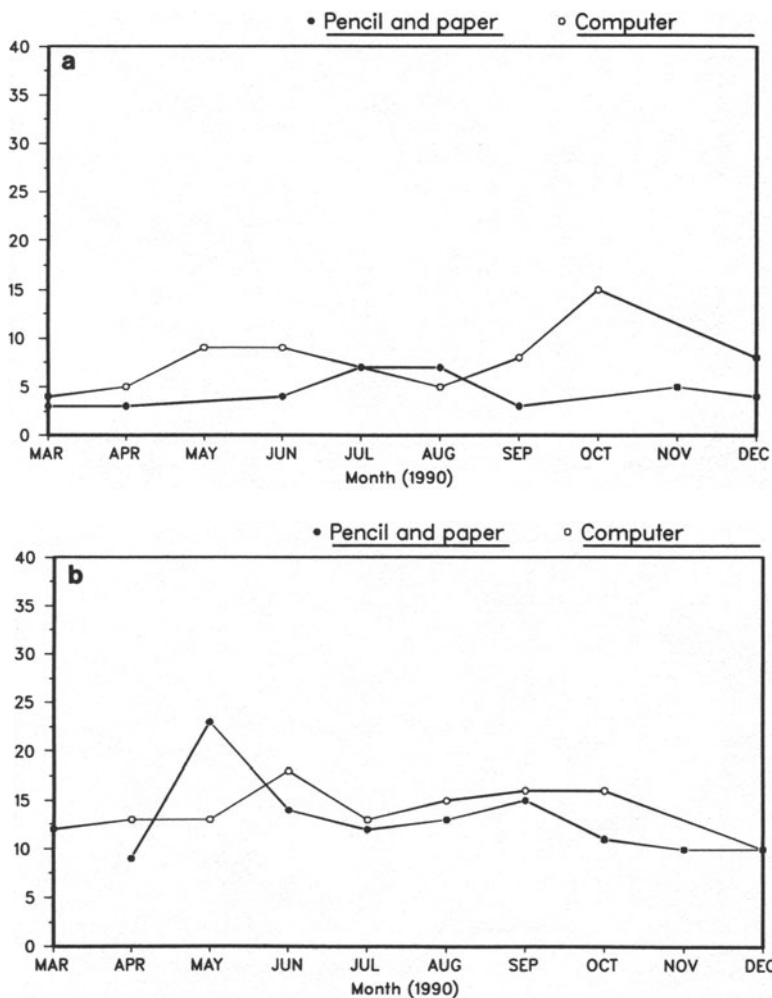 • Pencil and paper ○ Computer
a
40
35
30
25
20
15
10
5
0
MAR APR MAY JUN JUL AUG SEP OCT NOV DEC
Month (1990)
• Pencil and paper ○ Computer
b
40
35
30
25
20
15
10
5
0
MAR APR MAY JUN JUL AUG SEP OCT NOV DEC
Month (1990)